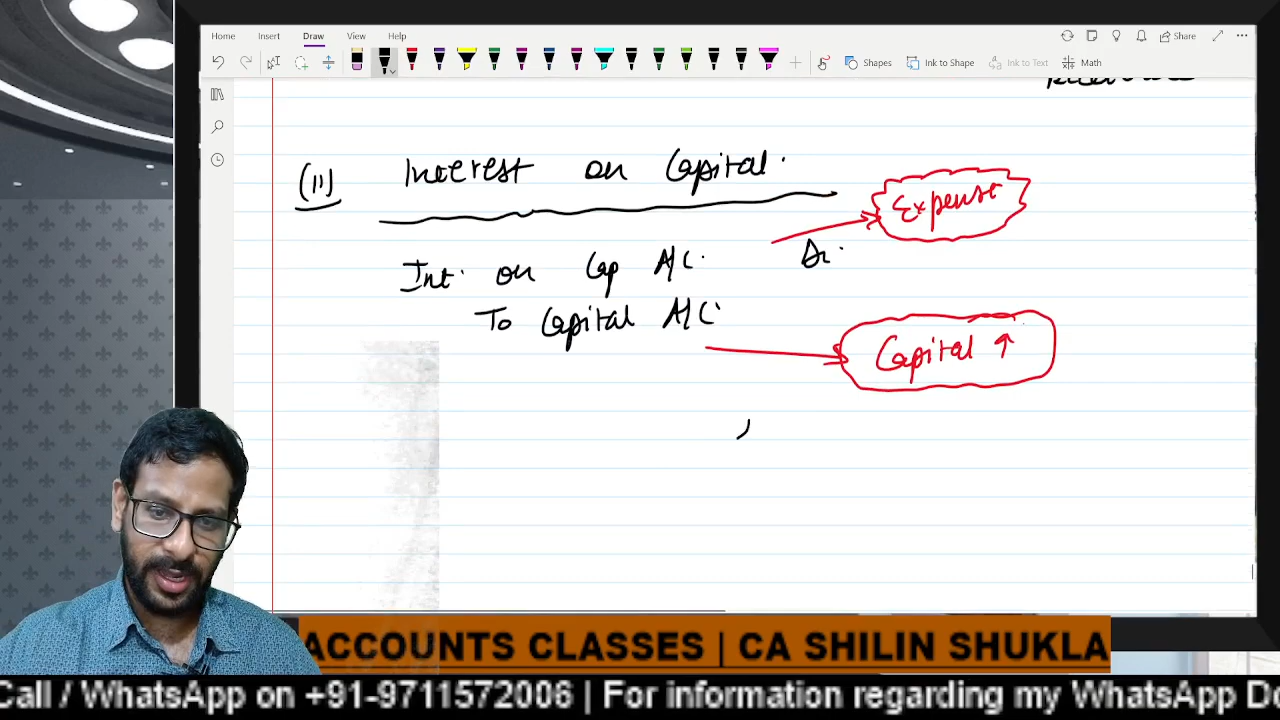 Home Insert Draw View Help
Share
Shapes Ink to Shape Ink to Text Math
(11) Interest on Capital.
Expense
Int. on Cap A/C. Dr.
To Capital A/C
Capital ↑
ACCOUNTS CLASSES | CA SHILIN SHUKLA
Call / WhatsApp on +91-9711572006 | For information regarding my WhatsApp Do